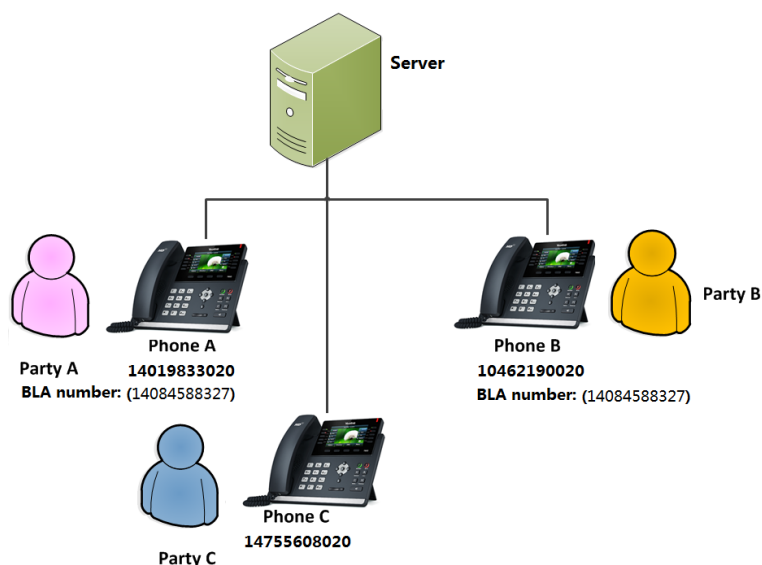 Server
Party A
Phone A
14019833020
BLA number: (14084588327)
Phone B
10462190020
BLA number: (14084588327)
Party B
Party C
Phone C
14755608020